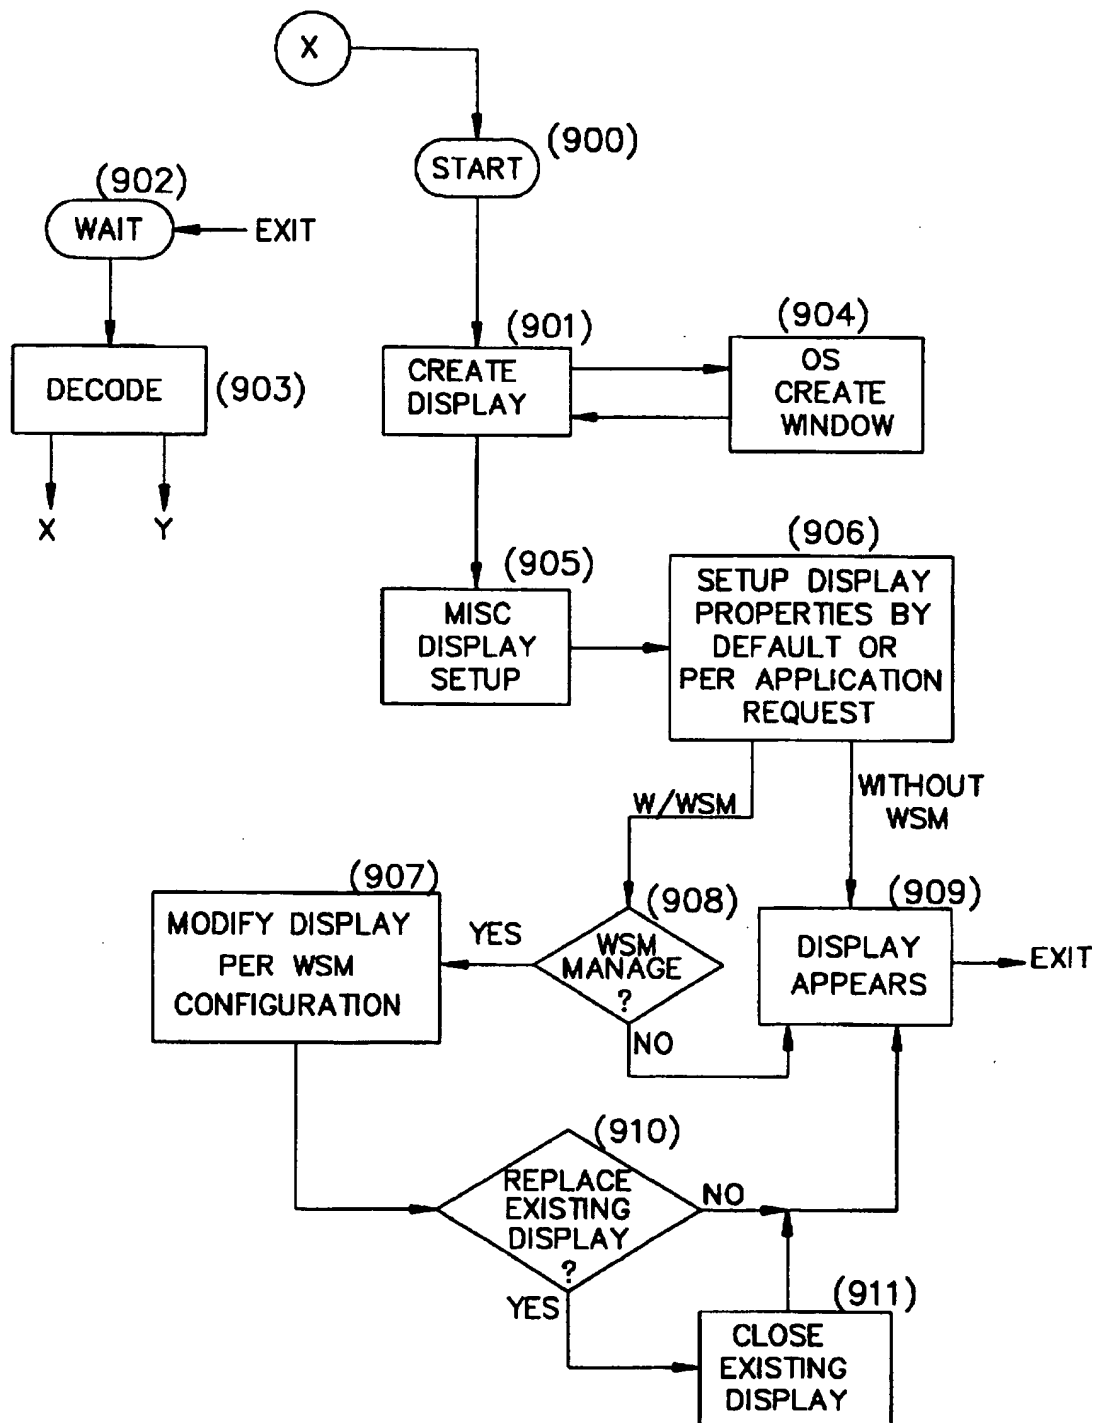 X
(900)
START
(902)
WAIT
EXIT
(901)
(904)
CREATE
DISPLAY
OS
CREATE
WINDOW
DECODE
(903)
X
Y
(905)
(906)
MISC
DISPLAY
SETUP
SETUP DISPLAY
PROPERTIES BY
DEFAULT OR
PER APPLICATION
REQUEST
W/WSM
WITHOUT
WSM
(907)
(908)
(909)
MODIFY DISPLAY
PER WSM
CONFIGURATION
YES
WSM
MANAGE
?
NO
DISPLAY
APPEARS
EXIT
(910)
REPLACE
EXISTING
DISPLAY
?
NO
YES
(911)
CLOSE
EXISTING
DISPLAY